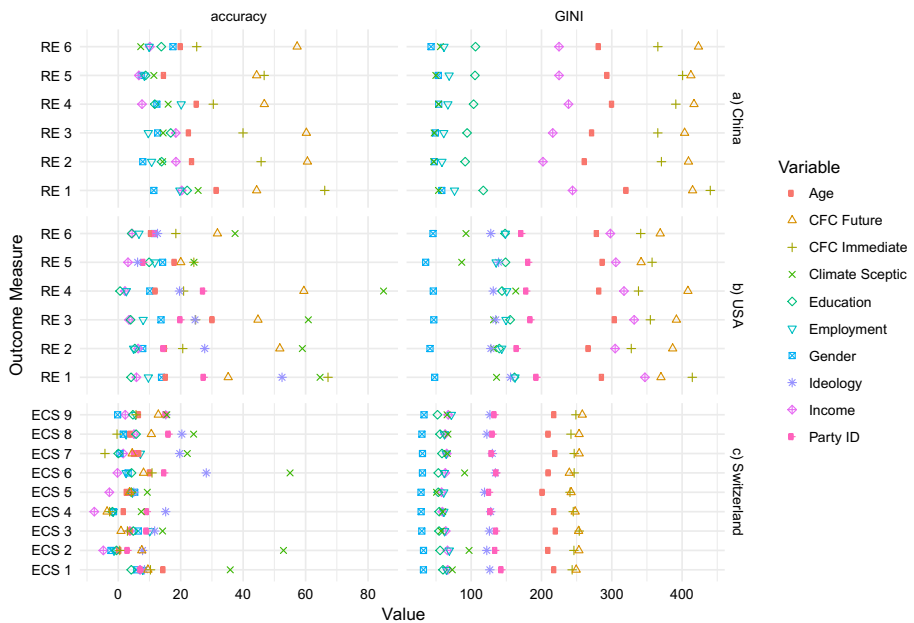 accuracy
GINI
RE 6
RE 5
RE 4
RE 3
RE 2
RE 1
a) China
RE 6
RE 5
RE 4
RE 3
RE 2
RE 1
b) USA
ECS 9
ECS 8
ECS 7
ECS 6
ECS 5
ECS 4
ECS 3
ECS 2
ECS 1
c) Switzerland
Outcome Measure
0 20 40 60 80
100 200 300 400
Value
Variable
Age
CFC Future
CFC Immediate
Climate Sceptic
Education
Employment
Gender
Ideology
Income
Party ID